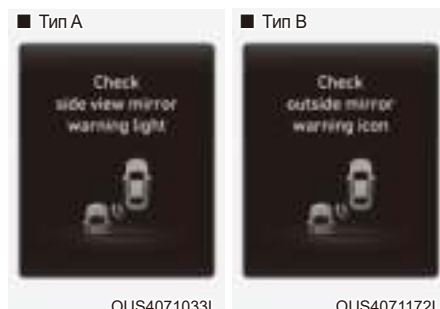 ■ Тип A
Check
side view mirror
warning light
OUS4071033L
■ Тип B
Check
outside mirror
warning icon
OUS4071172L